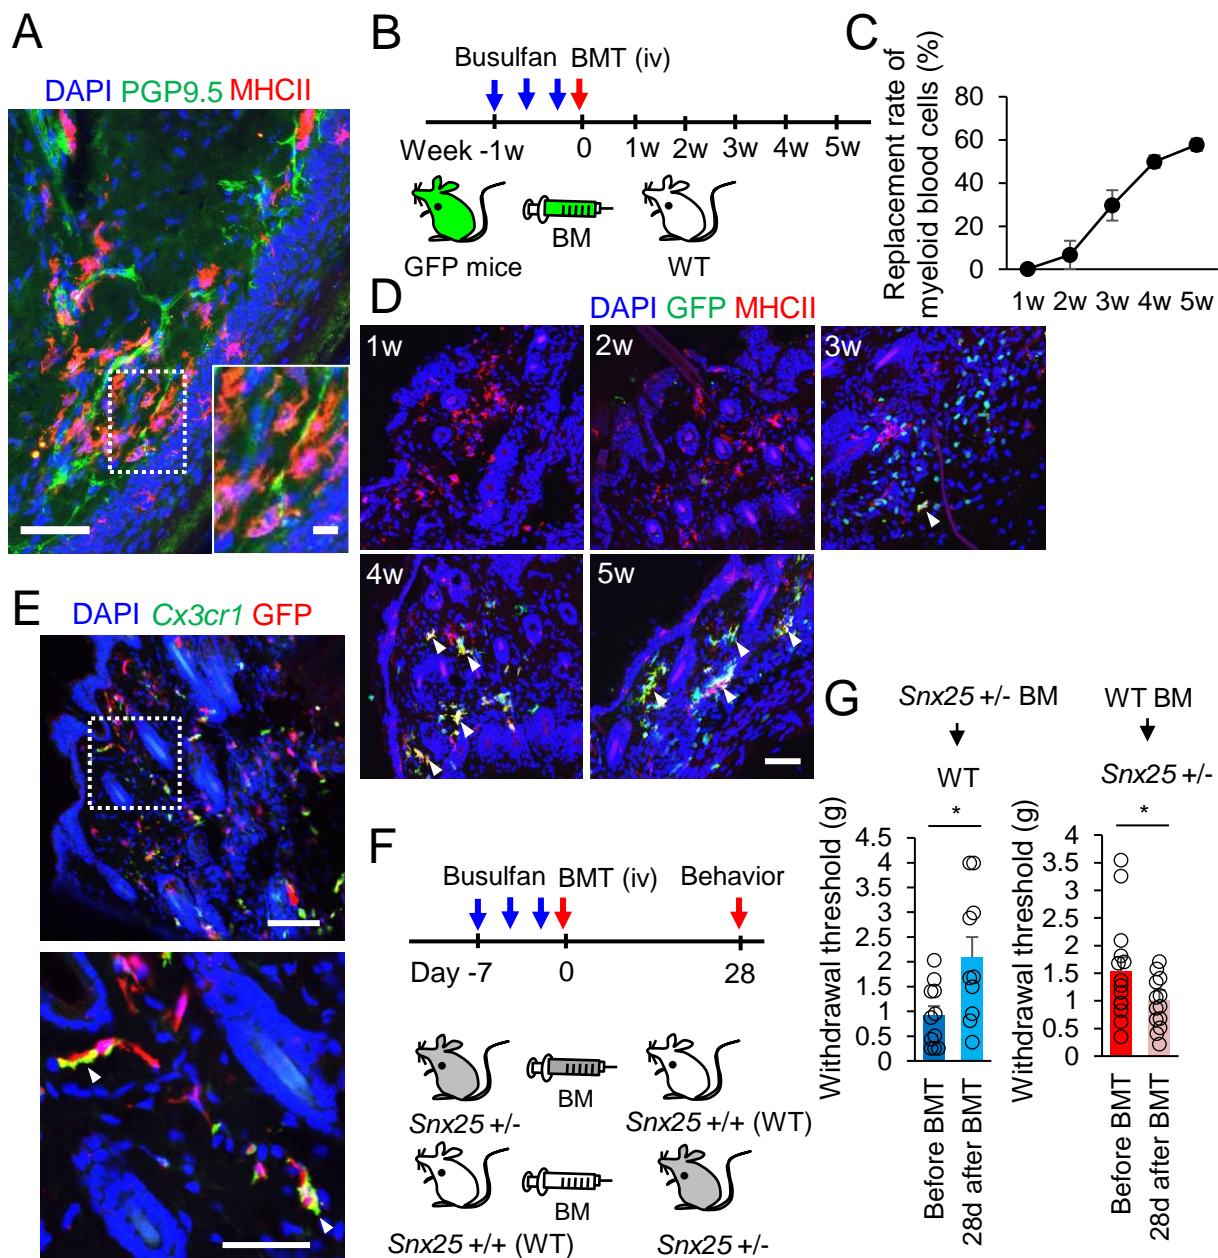 A
DAPI PGP9.5 MHCII
B
Busulfan BMT (iv)
Week -1w 0 1w 2w 3w 4w 5w
GFP mice
BM
WT
C
Replacement rate of
myeloid blood cells (%)
80
60
40
20
0
1w 2w 3w 4w 5w
D
DAPI GFP MHCII
1w
2w
3w
4w
5w
E
DAPI Cx3cr1 GFP
F
Busulfan BMT (iv) Behavior
Day -7 0 28
Snx25 +/-
BM
Snx25 +/+ (WT)
Snx25 +/+ (WT)
BM
Snx25 +/-
G
Snx25 +/- BM
WT
Withdrawal threshold (g)
4.5
4
3.5
3
2.5
2
1.5
1
0.5
0
*
Before BMT
28d after BMT
WT BM
Snx25 +/-
Withdrawal threshold (g)
4
3.5
3
2.5
2
1.5
1
0.5
0
*
Before BMT
28d after BMT